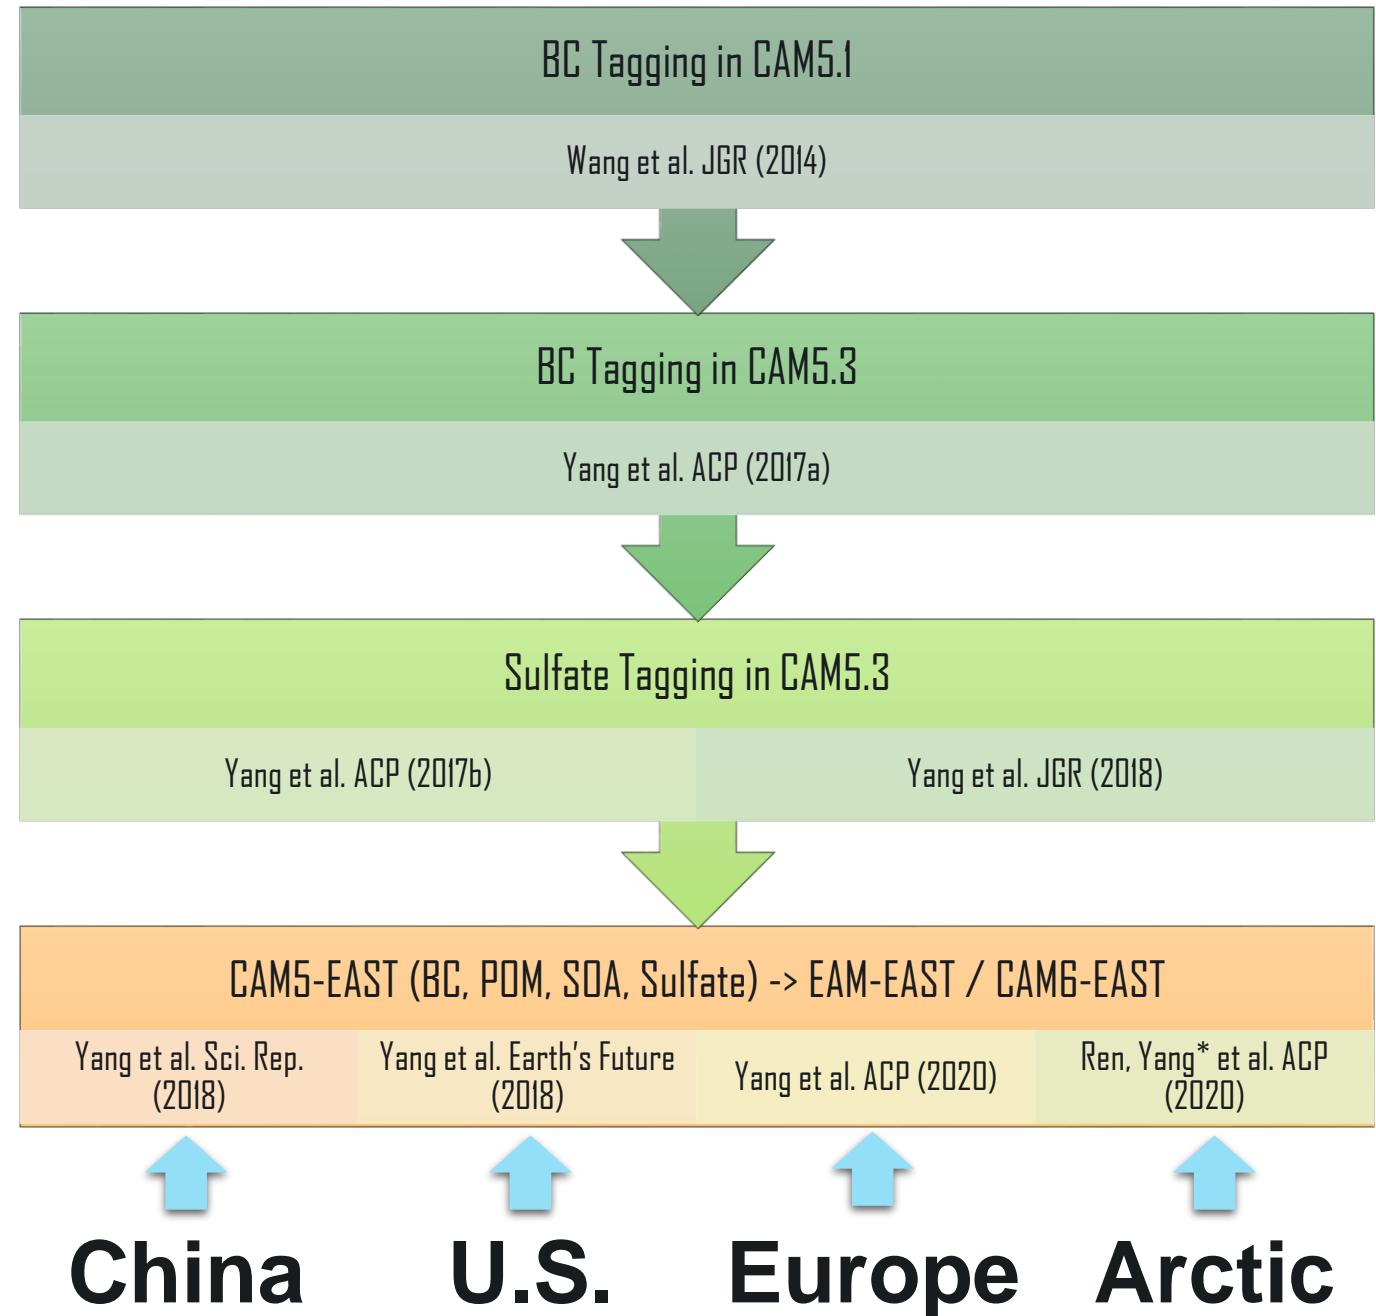 BC Tagging in CAM5.1
Wang et al. JGR (2014)
BC Tagging in CAM5.3
Yang et al. ACP (2017a)
Sulfate Tagging in CAM5.3
Yang et al. ACP (2017b)
Yang et al. JGR (2018)
CAM5-EAST (BC, POM, SOA, Sulfate) -> EAM-EAST / CAM6-EAST
Yang et al. Sci. Rep.
(2018)
Yang et al. Earth's Future
(2018)
Yang et al. ACP (2020)
Ren, Yang* et al. ACP
(2020)
China
U.S.
Europe
Arctic